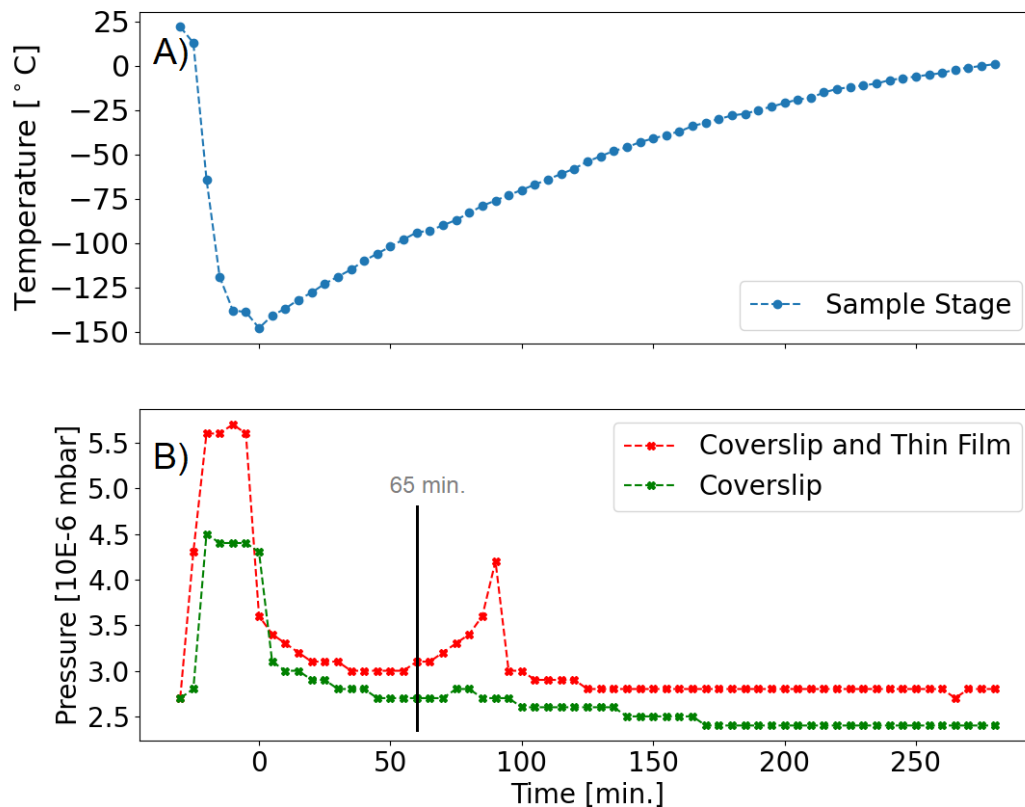 A)
Temperature [°C]
25
0
−25
−50
−75
−100
−125
−150
Sample Stage
B)
Pressure [10E-6 mbar]
5.5
5.0
4.5
4.0
3.5
3.0
2.5
65 min.
Coverslip and Thin Film
Coverslip
0
50
100
150
200
250
Time [min.]